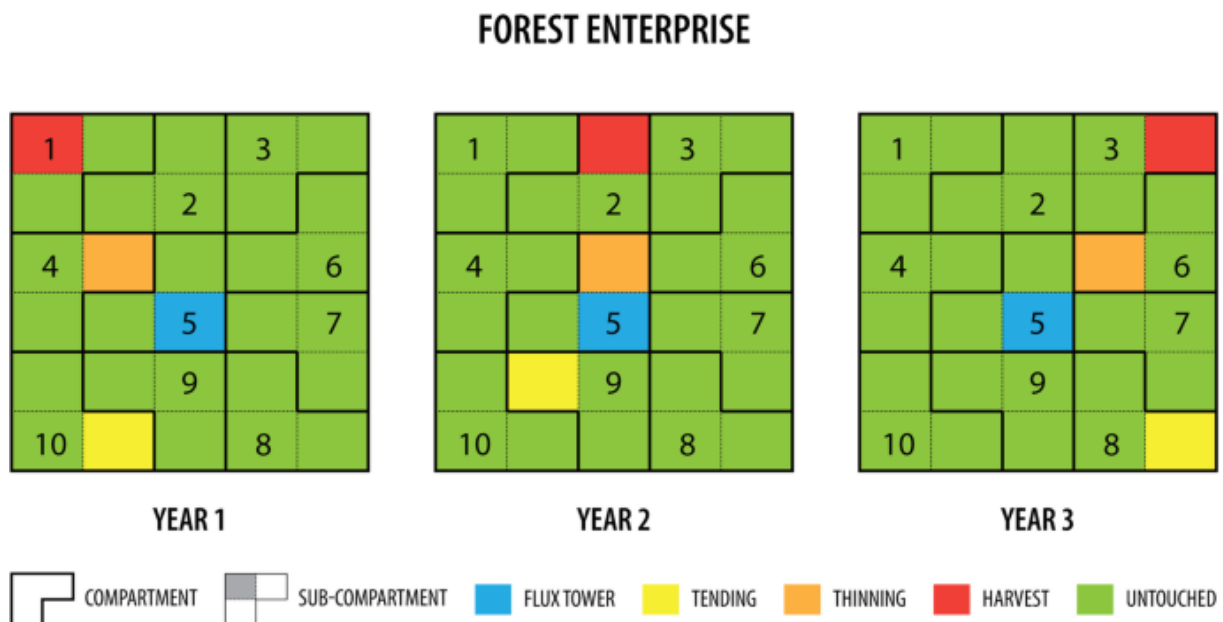 FOREST ENTERPRISE
1 3
2
4 6
5 7
9
10 8
1 3
2
4 6
5 7
9
10 8
1 3
2
4 6
5 7
9
10 8
YEAR 1
YEAR 2
YEAR 3
COMPARTMENT
SUB-COMPARTMENT
FLUX TOWER
TENDING
THINNING
HARVEST
UNTOUCHED